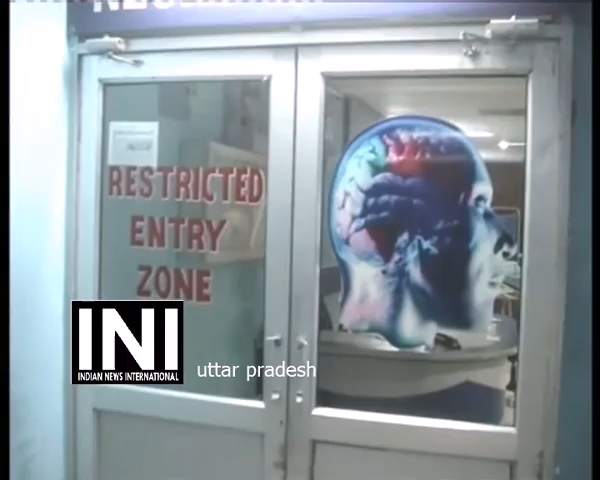 RESTRICTED
ENTRY
ZONE
INI
INDIAN NEWS INTERNATIONAL
uttar pradesh